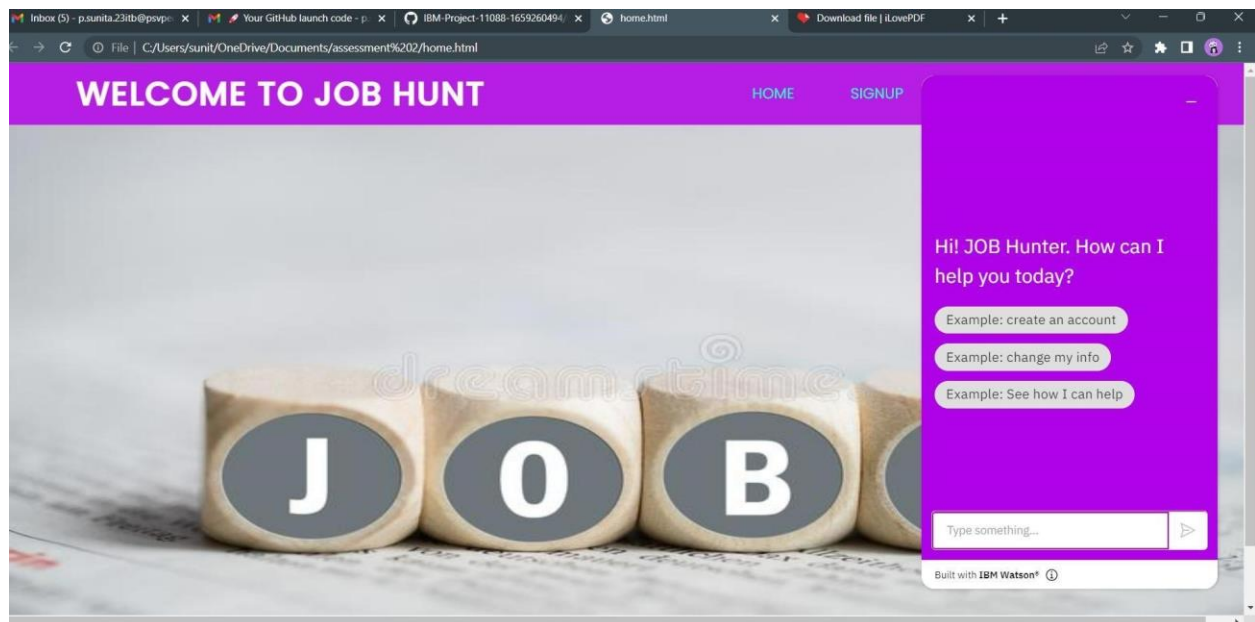 Inbox (5) - p.sunita.23itb@psvpe
Your GitHub launch code - p.
IBM-Project-11088-1659260494/
home.html
Download file | iLovePDF
File | C:/Users/sunit/OneDrive/Documents/assessment%202/home.html
WELCOME TO JOB HUNT
HOME
SIGNUP
Hi! JOB Hunter. How can I
help you today?
Example: create an account
Example: change my info
Example: See how I can help
dreamstime
J O B
Type something...
Built with IBM Watson®